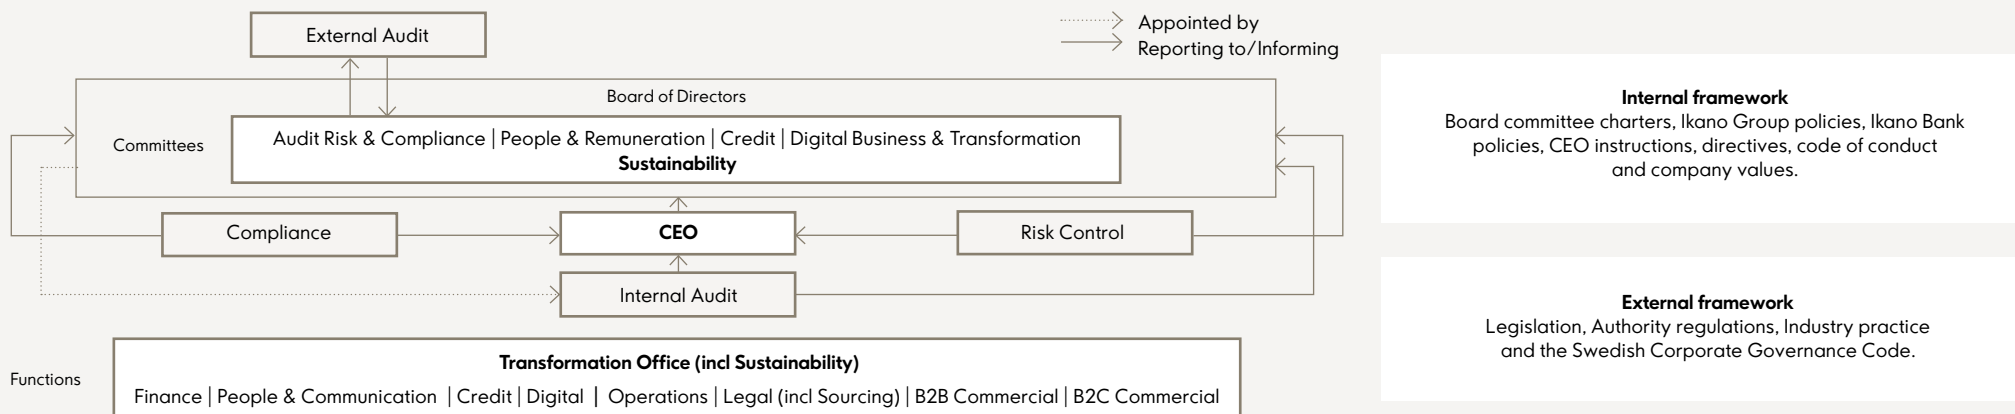 External Audit
Appointed by
Reporting to/Informing
Board of Directors
Committees
Audit Risk & Compliance | People & Remuneration | Credit | Digital Business & Transformation
Sustainability
Compliance
CEO
Risk Control
Internal Audit
Functions
Transformation Office (incl Sustainability)
Finance | People & Communication | Credit | Digital | Operations | Legal (incl Sourcing) | B2B Commercial | B2C Commercial
Internal framework
Board committee charters, Ikano Group policies, Ikano Bank
policies, CEO instructions, directives, code of conduct
and company values.
External framework
Legislation, Authority regulations, Industry practice
and the Swedish Corporate Governance Code.